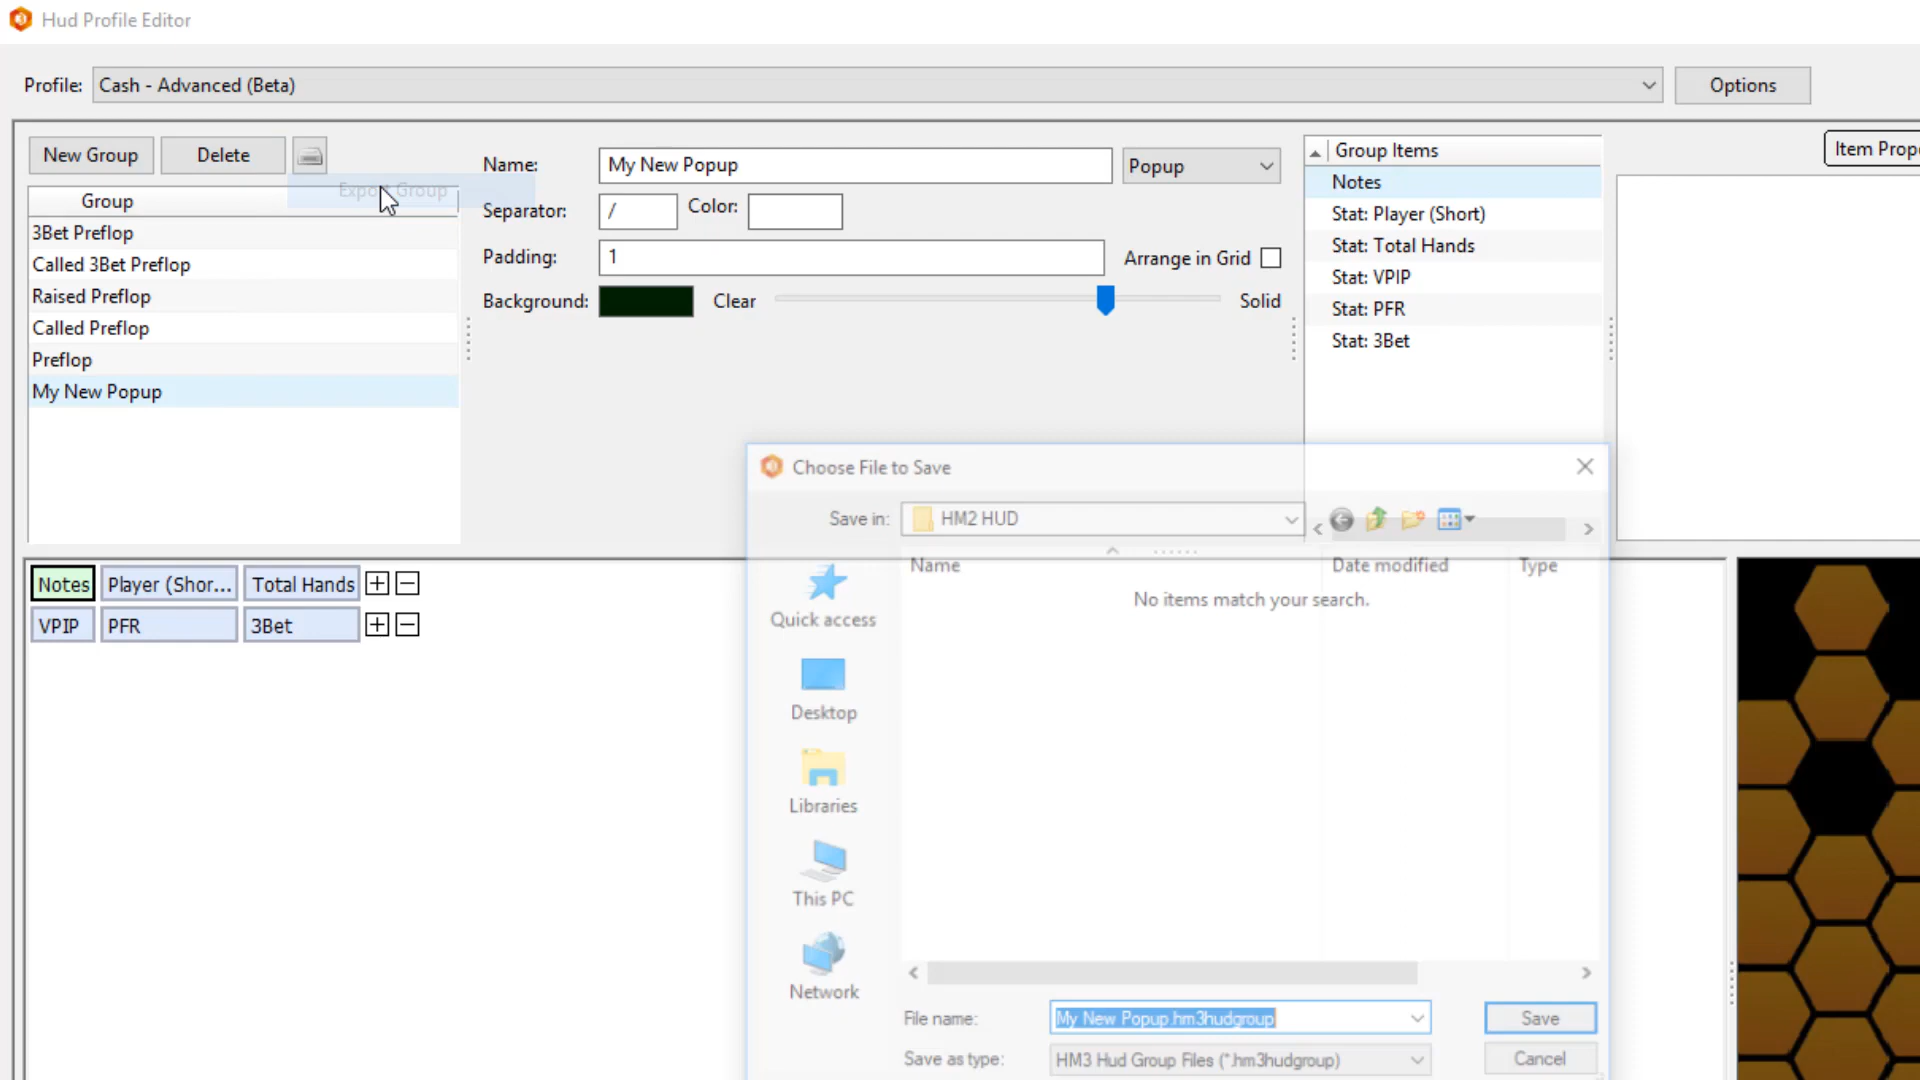 Hud Profile Editor
Profile: Cash - Advanced (Beta) Options
New Group Delete
Export Group
Group
3Bet Preflop
Called 3Bet Preflop
Raised Preflop
Called Preflop
Preflop
My New Popup
Name: My New Popup Popup
Separator: / Color:
Padding: 1 Arrange in Grid
Background: Clear Solid
Group Items
Notes
Stat: Player (Short)
Stat: Total Hands
Stat: VPIP
Stat: PFR
Stat: 3Bet
Item Prop
Notes Player (Shor... Total Hands + −
VPIP PFR 3Bet + −
Choose File to Save
Save in: HM2 HUD
Name Date modified Type
No items match your search.
Quick access
Desktop
Libraries
This PC
Network
File name: My New Popup.hm3hudgroup Save
Save as type: HM3 Hud Group Files (*.hm3hudgroup) Cancel